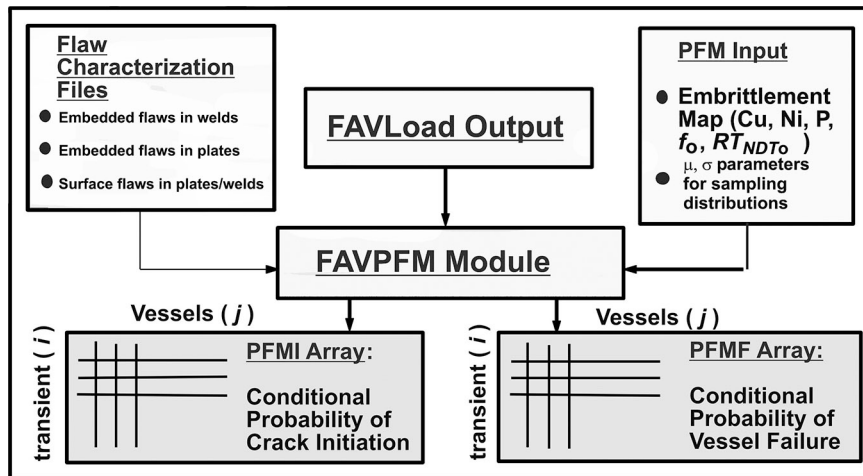 Flaw
Characterization
Files
● Embedded flaws in welds
● Embedded flaws in plates
● Surface flaws in plates/welds
FAVLoad Output
PFM Input
● Embrittlement
Map (Cu, Ni, P,
fo, RTNDTo )
● μ, σ parameters
for sampling
distributions
FAVPFM Module
Vessels ( j )
transient ( i )
PFMI Array:
Conditional
Probability of
Crack Initiation
Vessels ( j )
transient ( i )
PFMF Array:
Conditional
Probability of
Vessel Failure